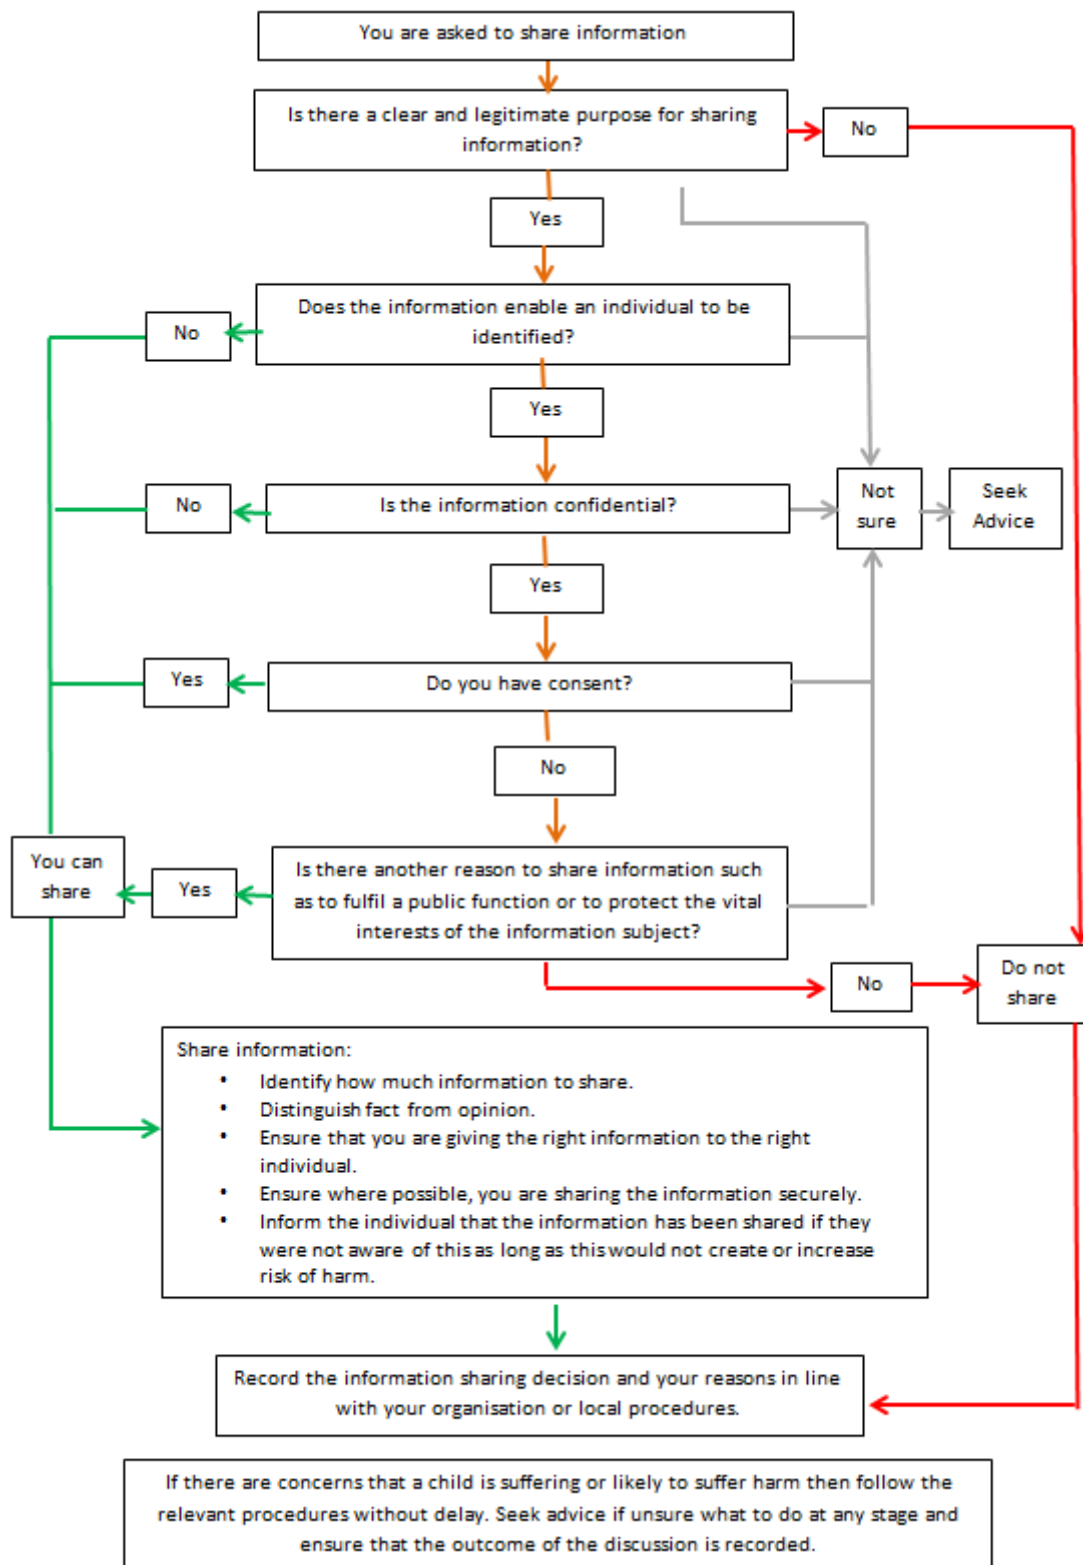 You are asked to share information
Is there a clear and legitimate purpose for sharing
information?
No
Yes
Does the information enable an individual to be
identified?
No
Yes
Is the information confidential?
No
Not
sure
Seek
Advice
Yes
Do you have consent?
Yes
No
Is there another reason to share information such
as to fulfil a public function or to protect the vital
interests of the information subject?
Yes
You can
share
No
Do not
share
Share information:
• Identify how much information to share.
• Distinguish fact from opinion.
• Ensure that you are giving the right information to the right
individual.
• Ensure where possible, you are sharing the information securely.
• Inform the individual that the information has been shared if they
were not aware of this as long as this would not create or increase
risk of harm.
Record the information sharing decision and your reasons in line
with your organisation or local procedures.
If there are concerns that a child is suffering or likely to suffer harm then follow the
relevant procedures without delay. Seek advice if unsure what to do at any stage and
ensure that the outcome of the discussion is recorded.